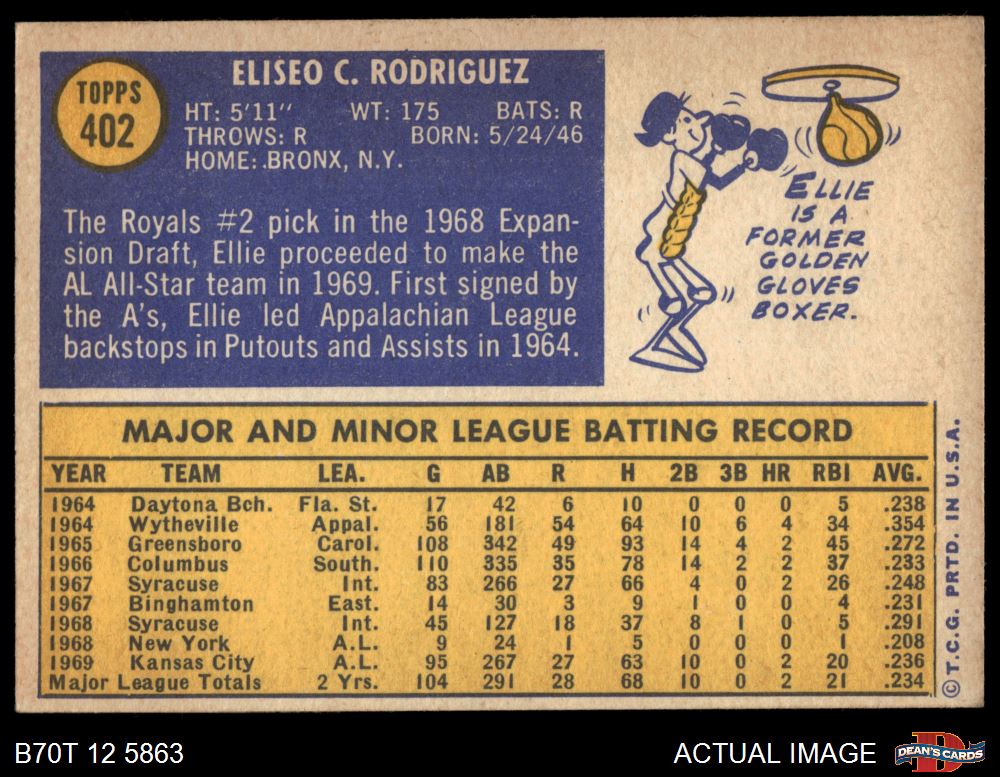 TOPPS
402
ELISEO C. RODRIGUEZ
HT: 5'11" WT: 175 BATS: R
THROWS: R BORN: 5/24/46
HOME: BRONX, N.Y.
The Royals #2 pick in the 1968 Expan-
sion Draft, Ellie proceeded to make the
AL All-Star team in 1969. First signed by
the A's, Ellie led Appalachian League
backstops in Putouts and Assists in 1964.
ELLIE
IS A
FORMER
GOLDEN
GLOVES
BOXER.
MAJOR AND MINOR LEAGUE BATTING RECORD
YEAR TEAM LEA. G AB R H 2B 3B HR RBI AVG.
1964 Daytona Bch. Fla. St. 17 42 6 10 0 0 0 5 .238
1964 Wytheville Appal. 56 181 54 64 10 6 4 34 .354
1965 Greensboro Carol. 108 342 49 93 14 4 2 45 .272
1966 Columbus South. 110 335 35 78 14 2 2 37 .233
1967 Syracuse Int. 83 266 27 66 4 0 2 26 .248
1967 Binghamton East. 14 30 3 9 1 0 0 4 .231
1968 Syracuse Int. 45 127 18 37 8 1 0 5 .291
1968 New York A.L. 9 24 1 5 0 0 0 1 .208
1969 Kansas City A.L. 95 267 27 63 10 0 2 20 .236
Major League Totals 2 Yrs. 104 291 28 68 10 0 2 21 .234
© T.C.G. PRTD. IN U.S.A.
B70T 12 5863
ACTUAL IMAGE
DEAN'S CARDS